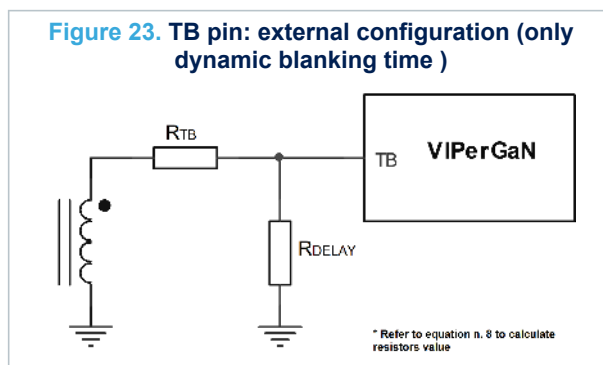 Figure 23. TB pin: external configuration (only
dynamic blanking time )
RTB
TB
VIPerGaN
RDELAY
* Refer to equation n. 8 to calculate
resistors value